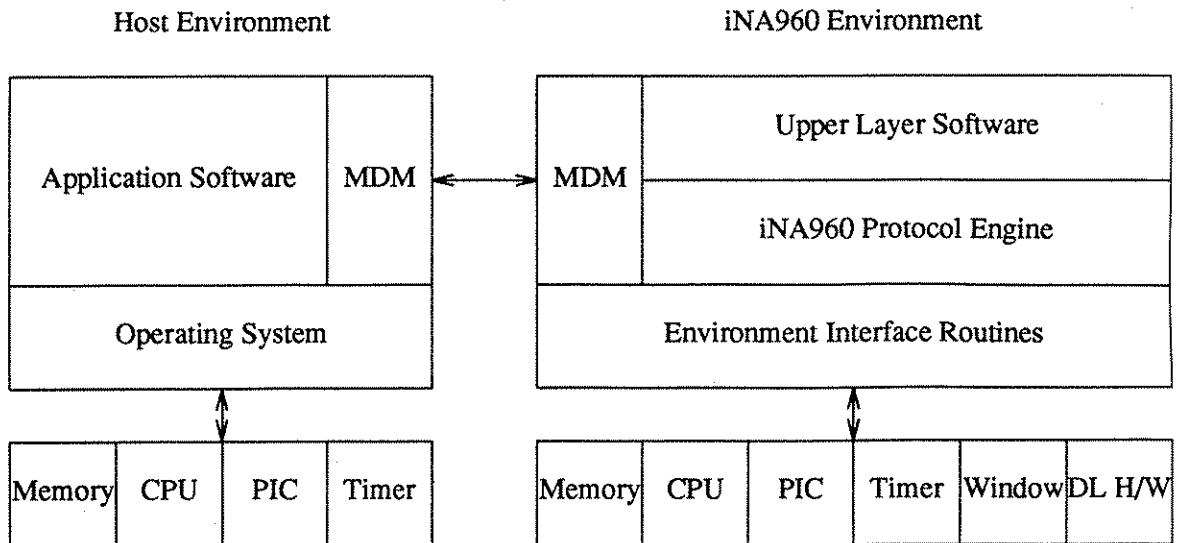 Host Environment
iNA960 Environment
Application Software
MDM
Operating System
MDM
Upper Layer Software
iNA960 Protocol Engine
Environment Interface Routines
Memory
CPU
PIC
Timer
Memory
CPU
PIC
Timer
Window
DL H/W